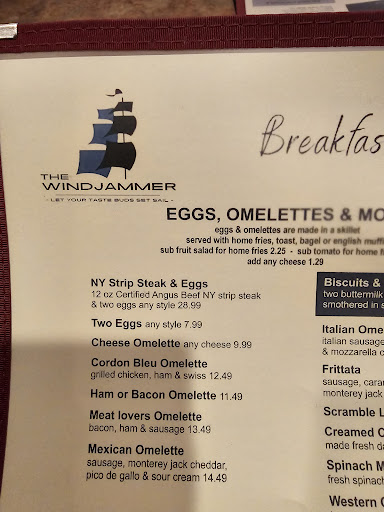 THE
WINDJAMMER
- LET YOUR TASTE BUDS SET SAIL -
EGGS, OMELETTES &
eggs & omelettes are made in a skillet
served with home fries, toast, bagel or english
sub fruit salad for home fries 2.25 - sub tomato for home
add any cheese 1.29
NY Strip Steak & Eggs
12 oz Certified Angus Beef NY strip steak
& two eggs any style 28.99
Two Eggs any style 7.99
Cheese Omelette any cheese 9.99
Cordon Bleu Omelette
grilled chicken, ham & swiss 12.49
Ham or Bacon Omelette 11.49
Meat lovers Omelette
bacon, ham & sausage 13.49
Mexican Omelette
sausage, monterey jack cheddar,
pico de gallo & sour cream 14.49
Biscuits &
two buttermilk
smothered in
Italian
italian sausage
& mozzarella
Frittata
sausage,
monterey jack
Scramble
Creamed
made fresh
Spinach
fresh spinach
Western